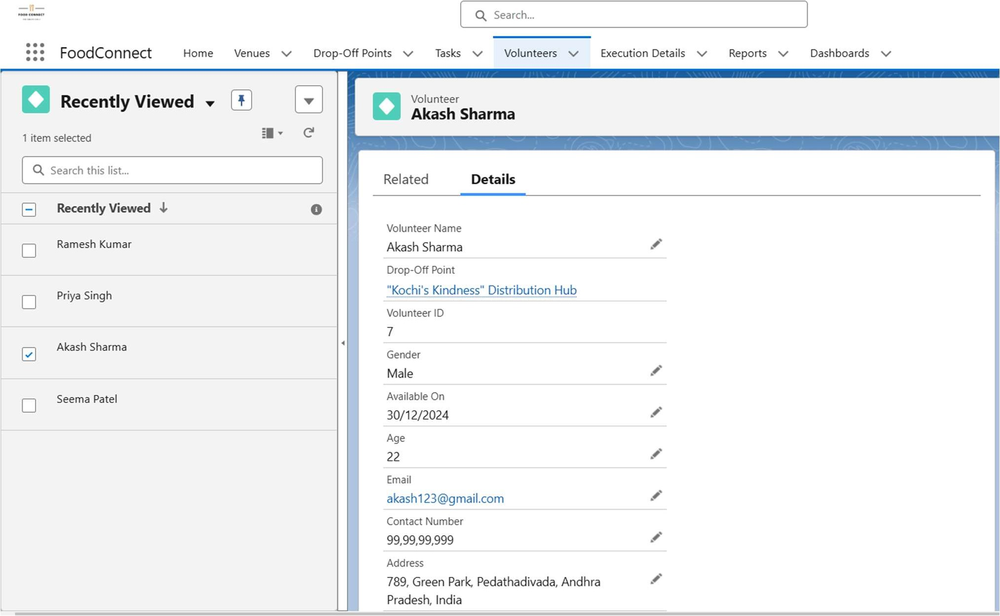 FOOD CONNECT
Search...
FoodConnect
Home
Venues
Drop-Off Points
Tasks
Volunteers
Execution Details
Reports
Dashboards
Recently Viewed
1 item selected
Search this list...
Recently Viewed
Ramesh Kumar
Priya Singh
Akash Sharma
Seema Patel
Volunteer
Akash Sharma
Related
Details
Volunteer Name
Akash Sharma
Drop-Off Point
"Kochi's Kindness" Distribution Hub
Volunteer ID
7
Gender
Male
Available On
30/12/2024
Age
22
Email
akash123@gmail.com
Contact Number
99,99,99,999
Address
789, Green Park, Pedathadivada, Andhra
Pradesh, India